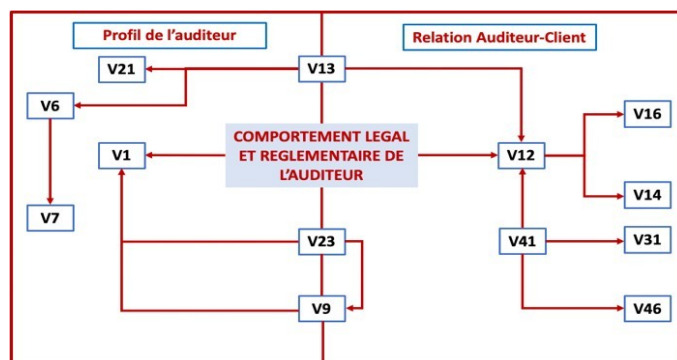 Profil de l'auditeur
Relation Auditeur-Client
V21
V13
V6
V16
V1
COMPORTEMENT LEGAL
ET REGLEMENTAIRE DE
L'AUDITEUR
V12
V7
V14
V23
V41
V31
V9
V46